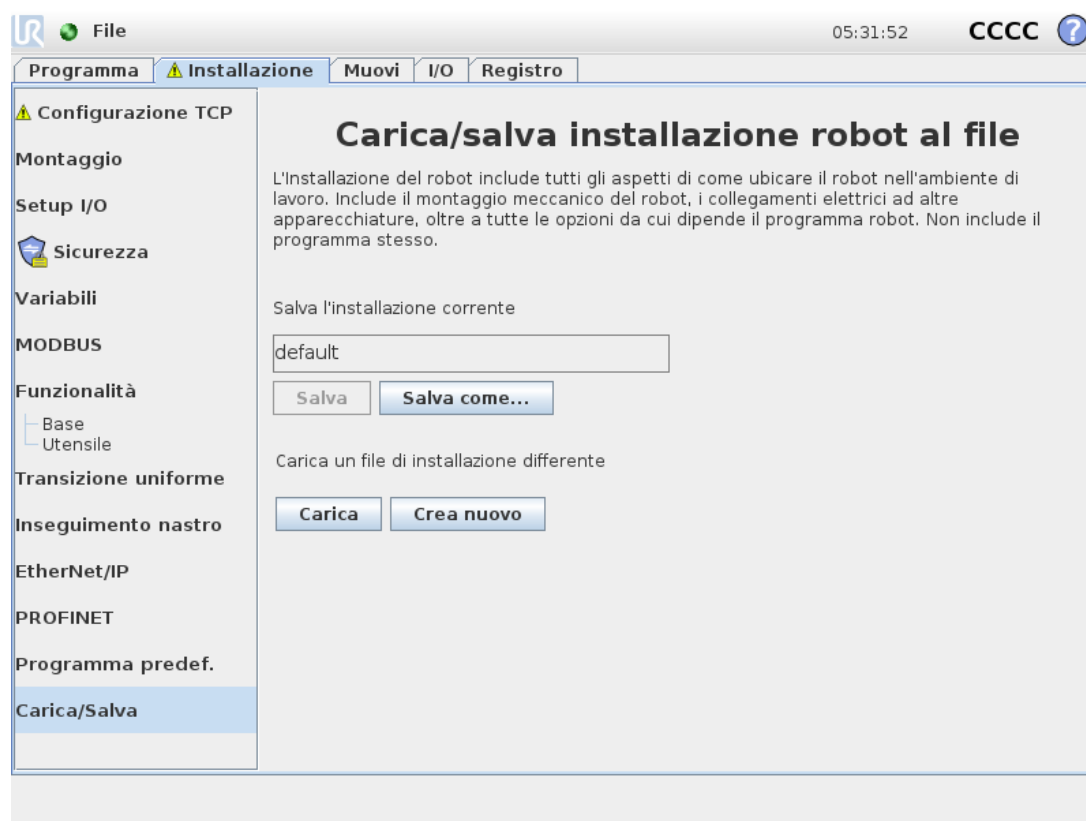 UR File 05:31:52 CCCC ?
Programma Installazione Muovi I/O Registro
Configurazione TCP
Montaggio
Setup I/O
Sicurezza
Variabili
MODBUS
Funzionalità
Base
Utensile
Transizione uniforme
Inseguimento nastro
EtherNet/IP
PROFINET
Programma predef.
Carica/Salva
Carica/salva installazione robot al file
L'Installazione del robot include tutti gli aspetti di come ubicare il robot nell'ambiente di
lavoro. Include il montaggio meccanico del robot, i collegamenti elettrici ad altre
apparecchiature, oltre a tutte le opzioni da cui dipende il programma robot. Non include il
programma stesso.
Salva l'installazione corrente
default
Salva Salva come...
Carica un file di installazione differente
Carica Crea nuovo